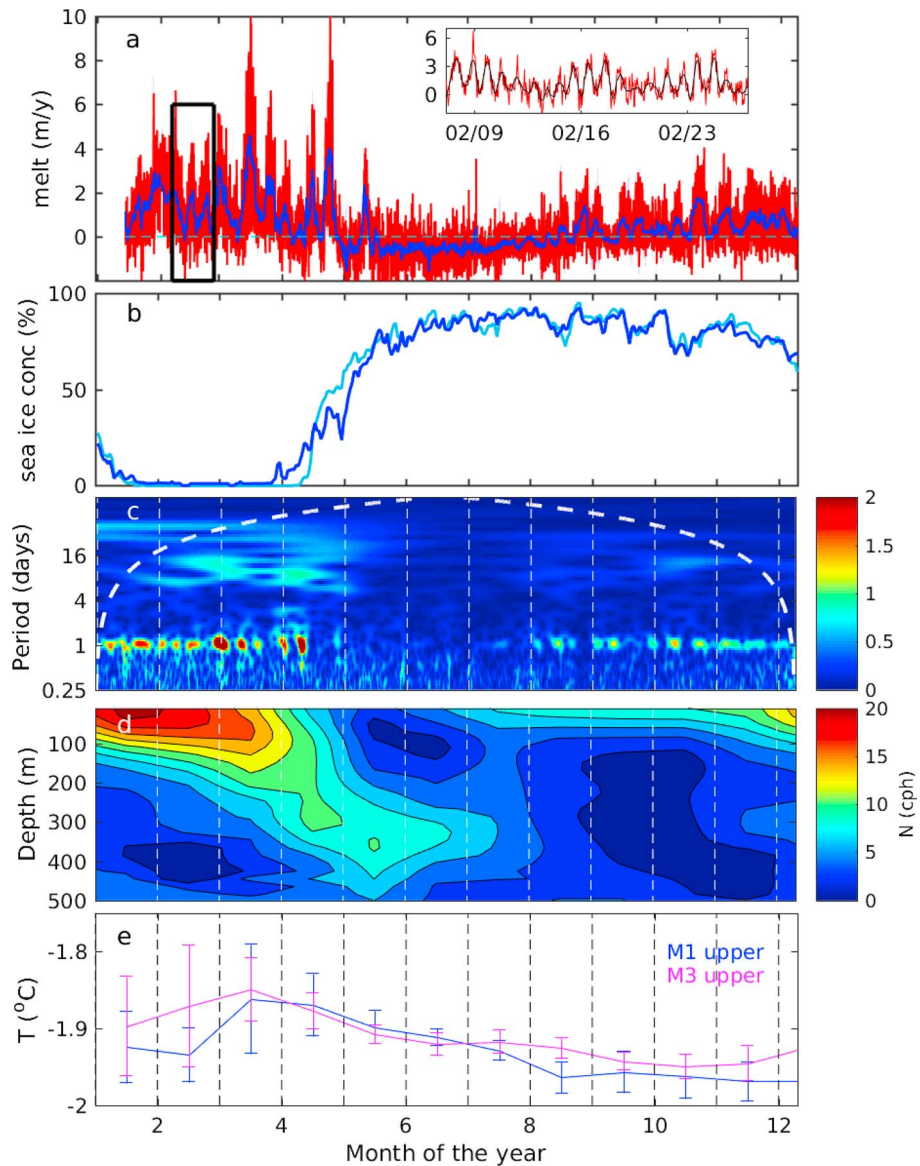 a
melt (m/y)
10
8
6
4
2
0
6
3
0
02/09
02/16
02/23
b
sea ice conc (%)
100
50
0
c
Period (days)
16
4
1
0.25
2
1.5
1
0.5
0
d
Depth (m)
100
200
300
400
500
20
15
10
5
0
N (cph)
e
T (°C)
-1.8
-1.9
-2
M1 upper
M3 upper
2 4 6 8 10 12
Month of the year